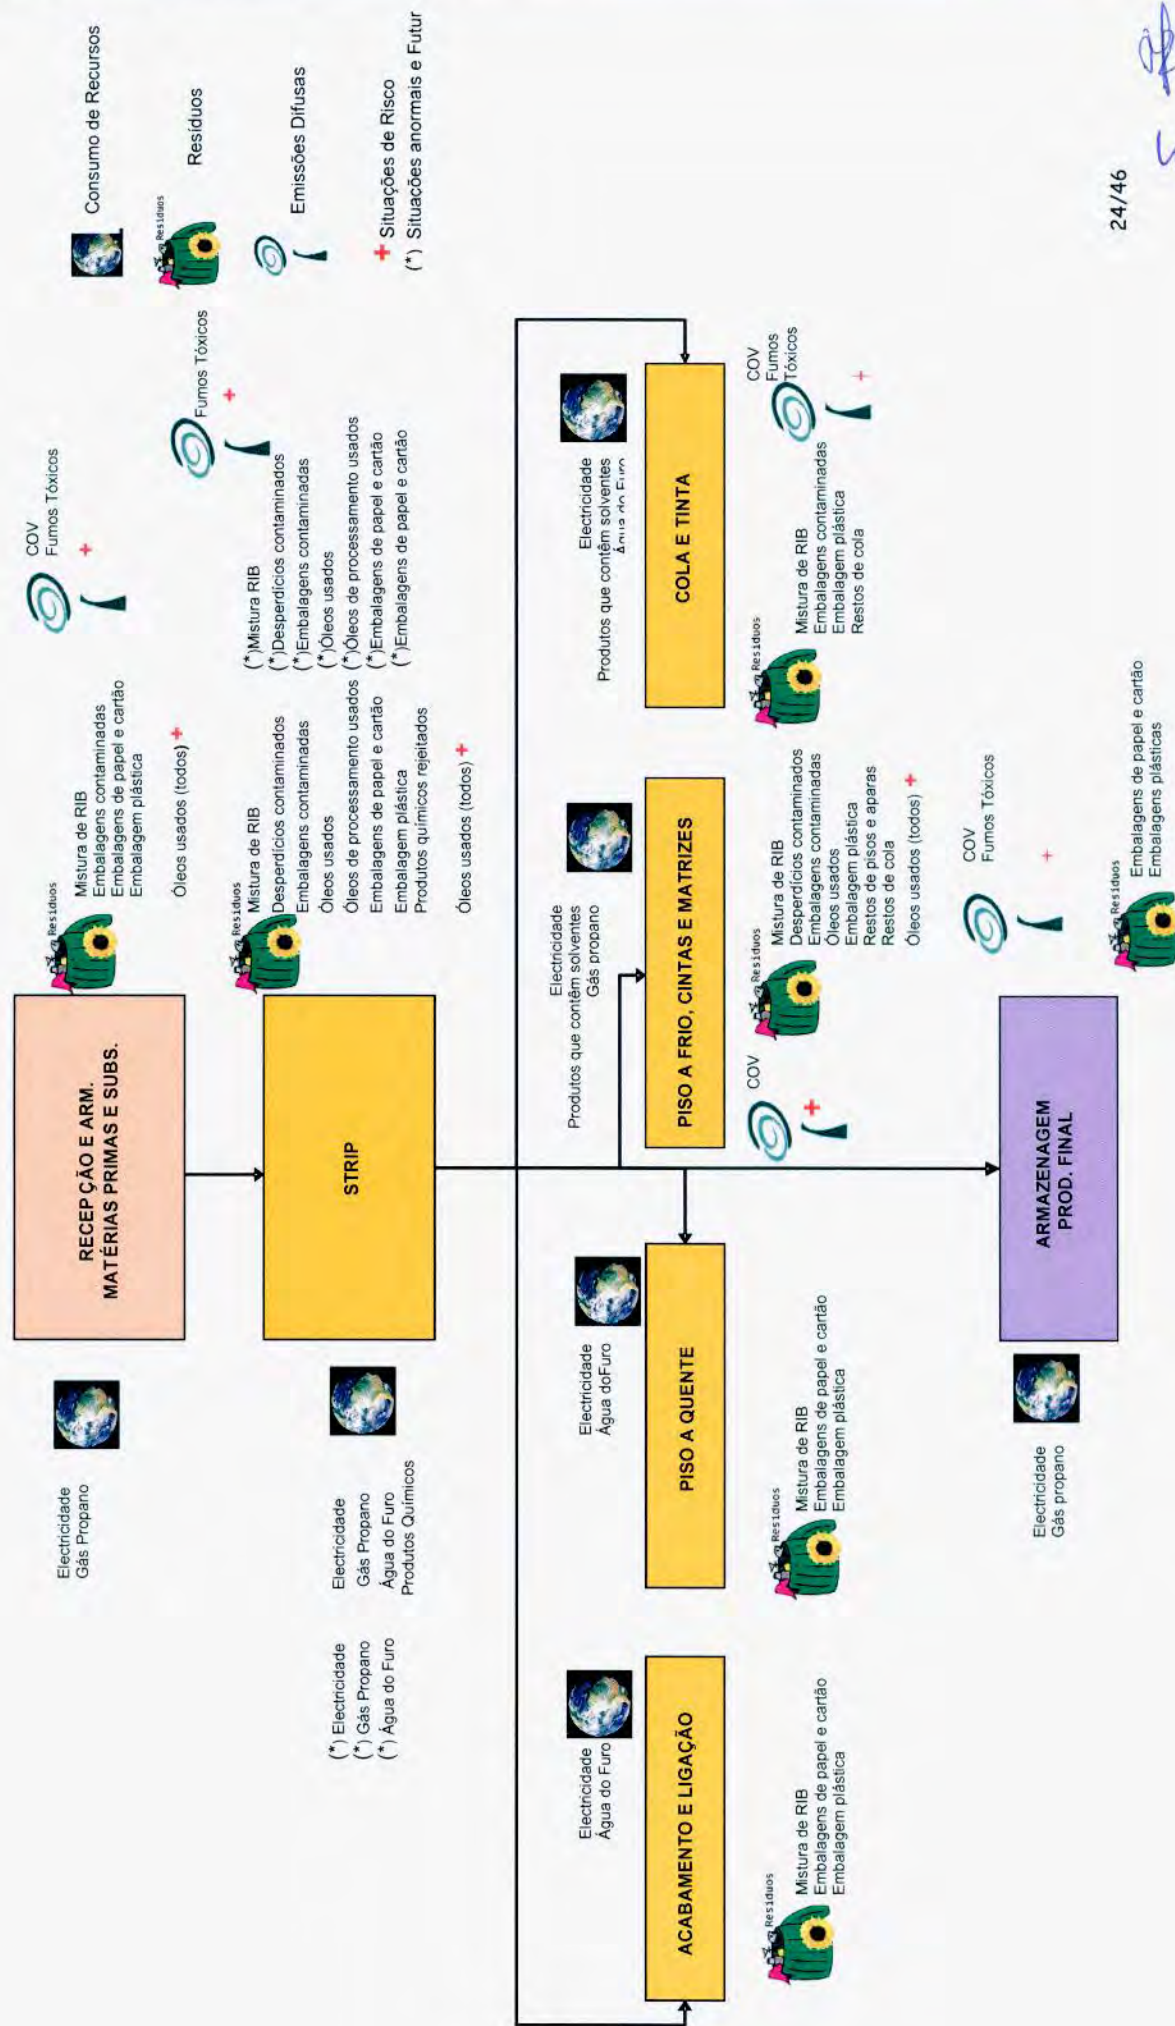 Electricidade
Gás Propano
RECEPÇÃO E ARM.
MATÉRIAS PRIMAS E SUBS.
Resíduos
Mistura de RIB
Embalagens contaminadas
Embalagens de papel e cartão
Embalagem plástica
Óleos usados (todos) +
COV
Fumos Tóxicos
+
Consumo de Recursos
Resíduos
Resíduos
Emissões Difusas
+ Situações de Risco
(*) Situações anormais e Futur
(*) Electricidade
(*) Gás Propano
(*) Água do Furo
Electricidade
Gás Propano
Água do Furo
Produtos Químicos
STRIP
Resíduos
Mistura de RIB
Desperdícios contaminados
Embalagens contaminadas
Óleos usados
Óleos de processamento usados
Embalagens de papel e cartão
Embalagem plástica
Produtos químicos rejeitados
Óleos usados (todos) +
(*)Mistura RIB
(*)Desperdícios contaminados
(*)Embalagens contaminadas
(*)Óleos usados
(*)Óleos de processamento usados
(*)Embalagens de papel e cartão
(*)Embalagens de papel e cartão
Fumos Tóxicos
+
Electricidade
Água do Furo
ACABAMENTO E LIGAÇÃO
Resíduos
Mistura de RIB
Embalagens de papel e cartão
Embalagem plástica
Electricidade
Água doFuro
PISO A QUENTE
Resíduos
Mistura de RIB
Embalagens de papel e cartão
Embalagem plástica
Electricidade
Produtos que contêm solventes
Gás propano
PISO A FRIO, CINTAS E MATRIZES
COV
+
Resíduos
Mistura de RIB
Desperdícios contaminados
Embalagens contaminadas
Óleos usados
Embalagem plástica
Restos de pisos e aparas
Restos de cola
Óleos usados (todos) +
Electricidade
Produtos que contêm solventes
Água do Furo
COLA E TINTA
Resíduos
Mistura de RIB
Embalagens contaminadas
Embalagem plástica
Restos de cola
COV
Fumos
Tóxicos
+
Electricidade
Gás propano
ARMAZENAGEM
PROD. FINAL
COV
Fumos Tóxicos
+
Resíduos
Embalagens de papel e cartão
Embalagens plásticas
24/46